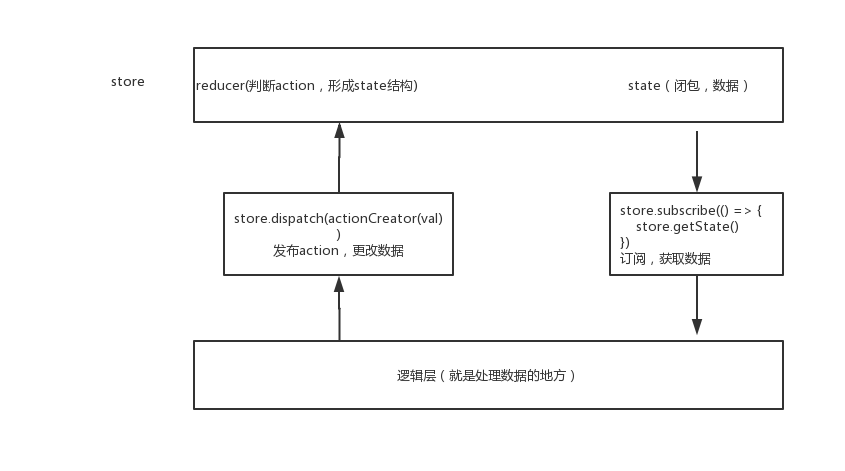 store
reducer(判断action，形成state结构)
state（闭包，数据）
store.dispatch(actionCreator(val)
)
发布action，更改数据
store.subscribe(() => {
store.getState()
})
订阅，获取数据
逻辑层（就是处理数据的地方）